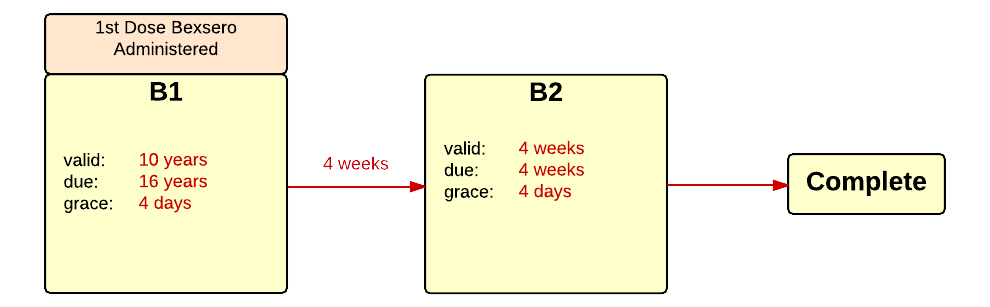 1st Dose Bexsero
Administered
B1
valid: 10 years
due: 16 years
grace: 4 days
4 weeks
B2
valid: 4 weeks
due: 4 weeks
grace: 4 days
Complete